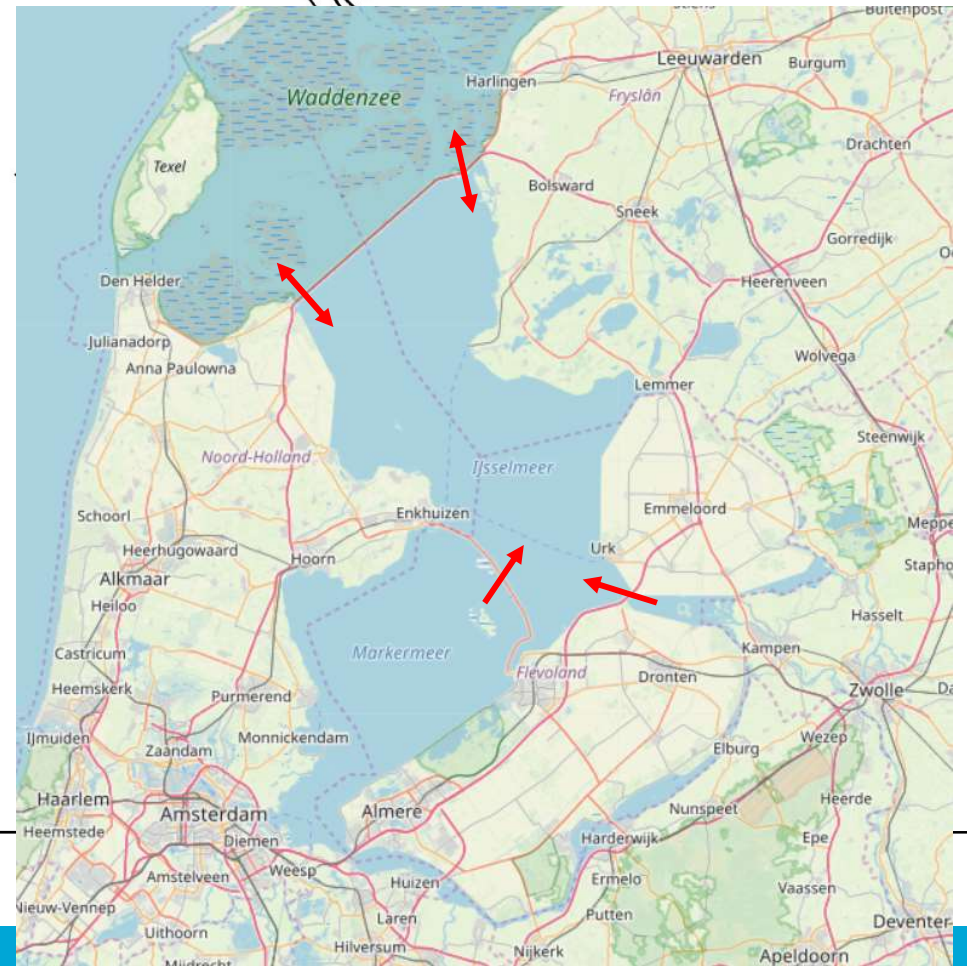 Buitenpost
Leeuwarden
Burgum
Harlingen
Waddenzee
Fryslân
Drachten
Texel
Bolsward
Sneek
Gorredijk
Den Helder
Heerenveen
Julianadorp
Wolvega
Anna Paulowna
Lemmer
Steenwijk
Noord-Holland
IJsselmeer
Emmeloord
Enkhuizen
Schoorl
Meppe
Heerhugowaard
Hoorn
Urk
Stapho
Alkmaar
Heiloo
Hasselt
Castricum
Markermeer
Kampen
Flevoland
Dronten
Heemskerk
Purmerend
Zwolle
Da
IJmuiden
Monnickendam
Zaandam
Wezep
Elburg
Haarlem
Amsterdam
Almere
Nunspeet
Heerde
Heemstede
Diemen
Harderwijk
Epe
Amstelveen
Weesp
Huizen
Ermelo
Vaassen
Nieuw-Vennep
Laren
Putten
Deventer
Uithoorn
Hilversum
Nijkerk
Apeldoorn